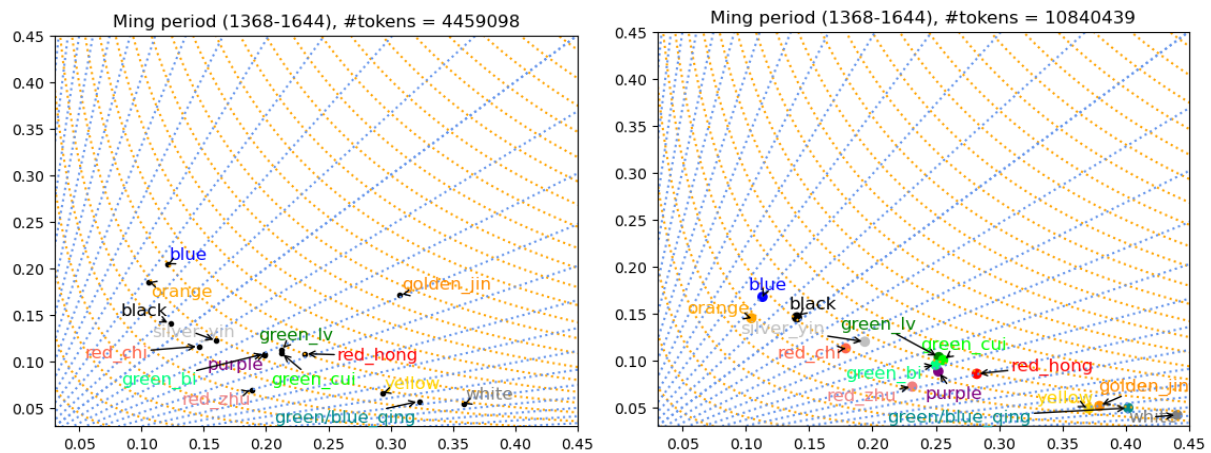 Ming period (1368-1644), #tokens = 4459098
0.45
0.40
0.35
0.30
0.25
0.20
0.15
0.10
0.05
blue
orange
golden_jin
black
silver_yin
green_lv
red_chi
purple
red_hong
green_bi
green_cui
red_zhu
yellow
white
green/blue_qing
0.05 0.10 0.15 0.20 0.25 0.30 0.35 0.40 0.45
Ming period (1368-1644), #tokens = 10840439
0.45
0.40
0.35
0.30
0.25
0.20
0.15
0.10
0.05
blue
orange
black
silver_yin
green_lv
red_chi
green_cui
green_bi
red_hong
red_zhu
purple
golden_jin
yellow
green/blue_qing
white
0.05 0.10 0.15 0.20 0.25 0.30 0.35 0.40 0.45